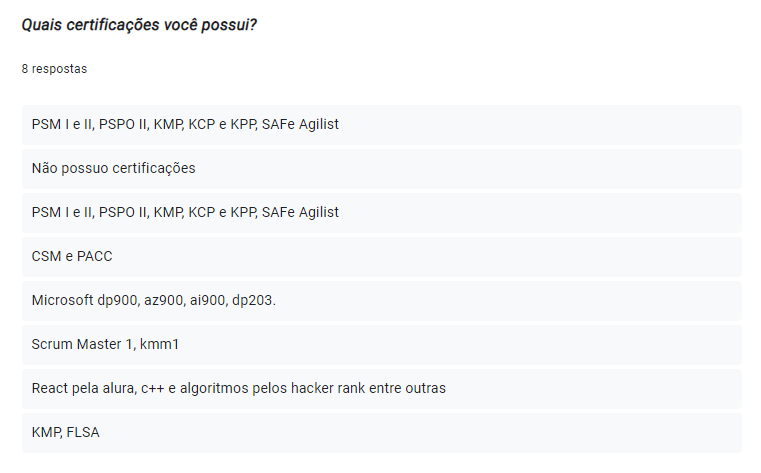 Quais certificações você possui?
8 respostas
PSM I e II, PSPO II, KMP, KCP e KPP, SAFe Agilist
Não possuo certificações
PSM I e II, PSPO II, KMP, KCP e KPP, SAFe Agilist
CSM e PACC
Microsoft dp900, az900, ai900, dp203.
Scrum Master 1, kmm1
React pela alura, c++ e algoritmos pelos hacker rank entre outras
KMP, FLSA